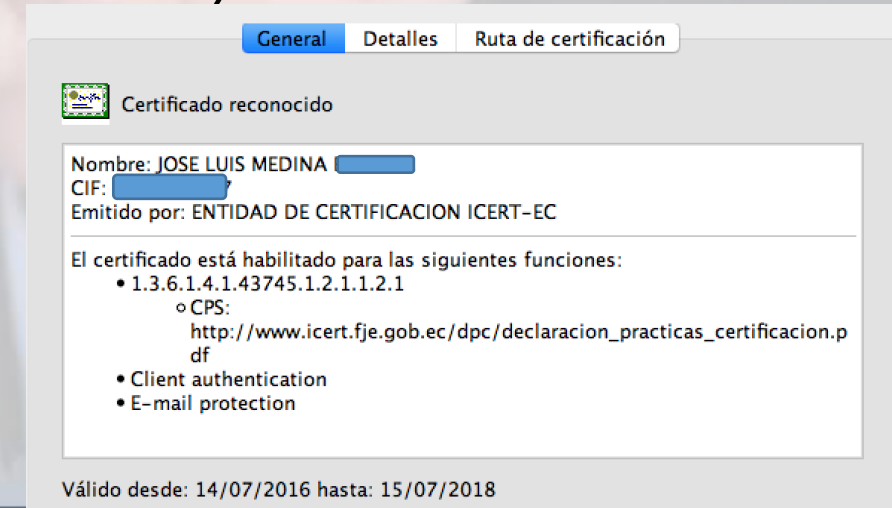 General Detalles Ruta de certificación
Certificado reconocido
Nombre: JOSE LUIS MEDINA
CIF:
Emitido por: ENTIDAD DE CERTIFICACION ICERT-EC
El certificado está habilitado para las siguientes funciones:
• 1.3.6.1.4.1.43745.1.2.1.1.2.1
○ CPS:
http://www.icert.fje.gob.ec/dpc/declaracion_practicas_certificacion.p
df
• Client authentication
• E-mail protection
Válido desde: 14/07/2016 hasta: 15/07/2018